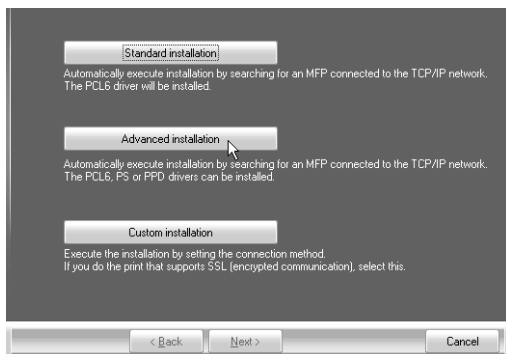 Standard installation
Automatically execute installation by searching for an MFP connected to the TCP/IP network.
The PCL6 driver will be installed.
Advanced installation
Automatically execute installation by searching for an MFP connected to the TCP/IP network.
The PCL6, PS or PPD drivers can be installed.
Custom installation
Execute the installation by setting the connection method.
If you do the print that supports SSL (encrypted communication), select this.
< Back Next > Cancel